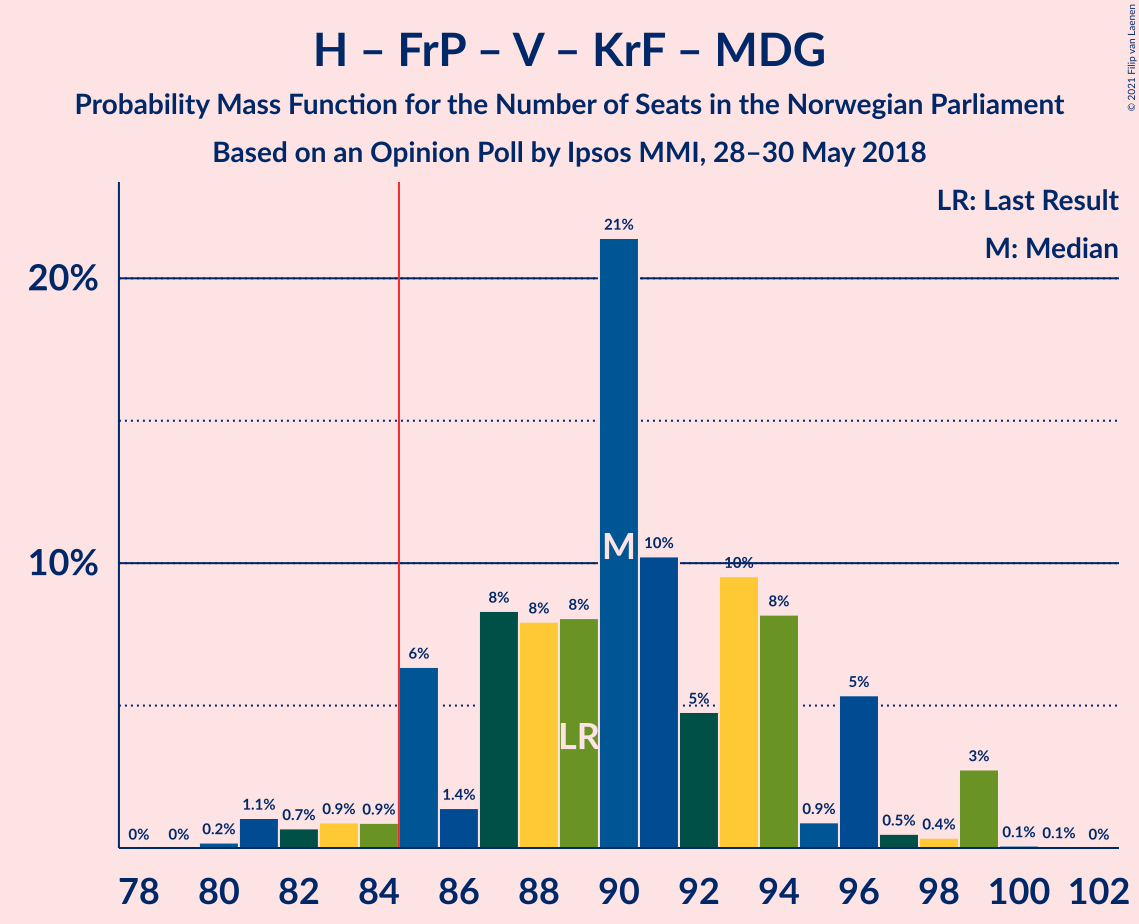 H – FrP – V – KrF – MDG
Probability Mass Function for the Number of Seats in the Norwegian Parliament
Based on an Opinion Poll by Ipsos MMI, 28–30 May 2018
© 2021 Filip van Laenen
LR: Last Result
M: Median
20%
10%
0% 0% 0.2% 1.1% 0.7% 0.9% 0.9% 6% 1.4% 8% 8% 8% 21% 10% 5% 10% 8% 0.9% 5% 0.5% 0.4% 3% 0.1% 0.1% 0%
M
LR
78 80 82 84 86 88 90 92 94 96 98 100 102